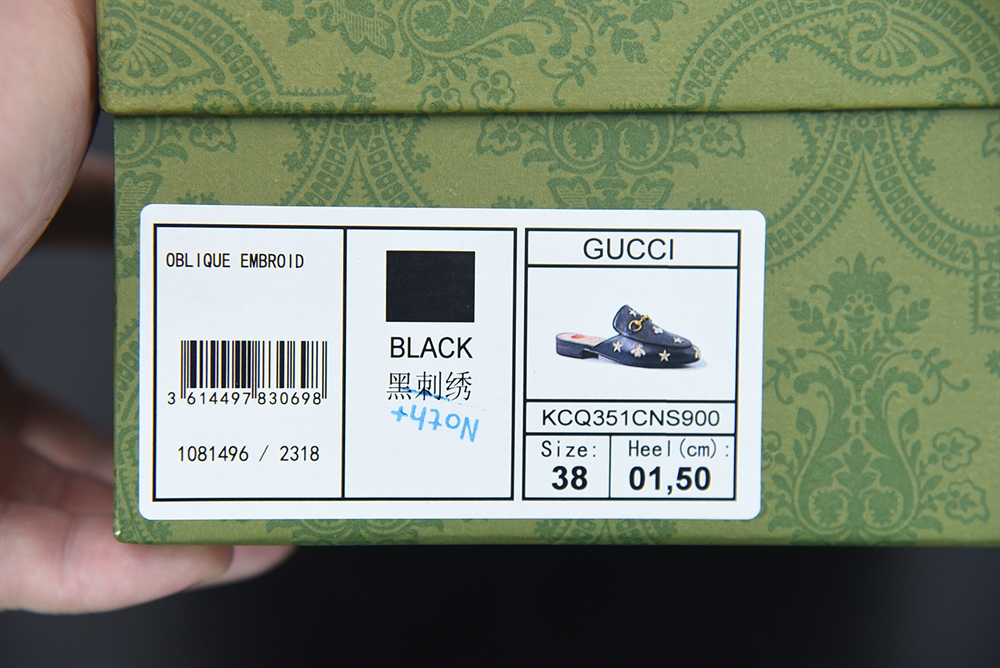 OBLIQUE EMBROID
3 614497 830698
1081496 / 2318
BLACK
黑刺绣
GUCCI
KCQ351CNS900
Size:
38
Heel(cm):
01,50